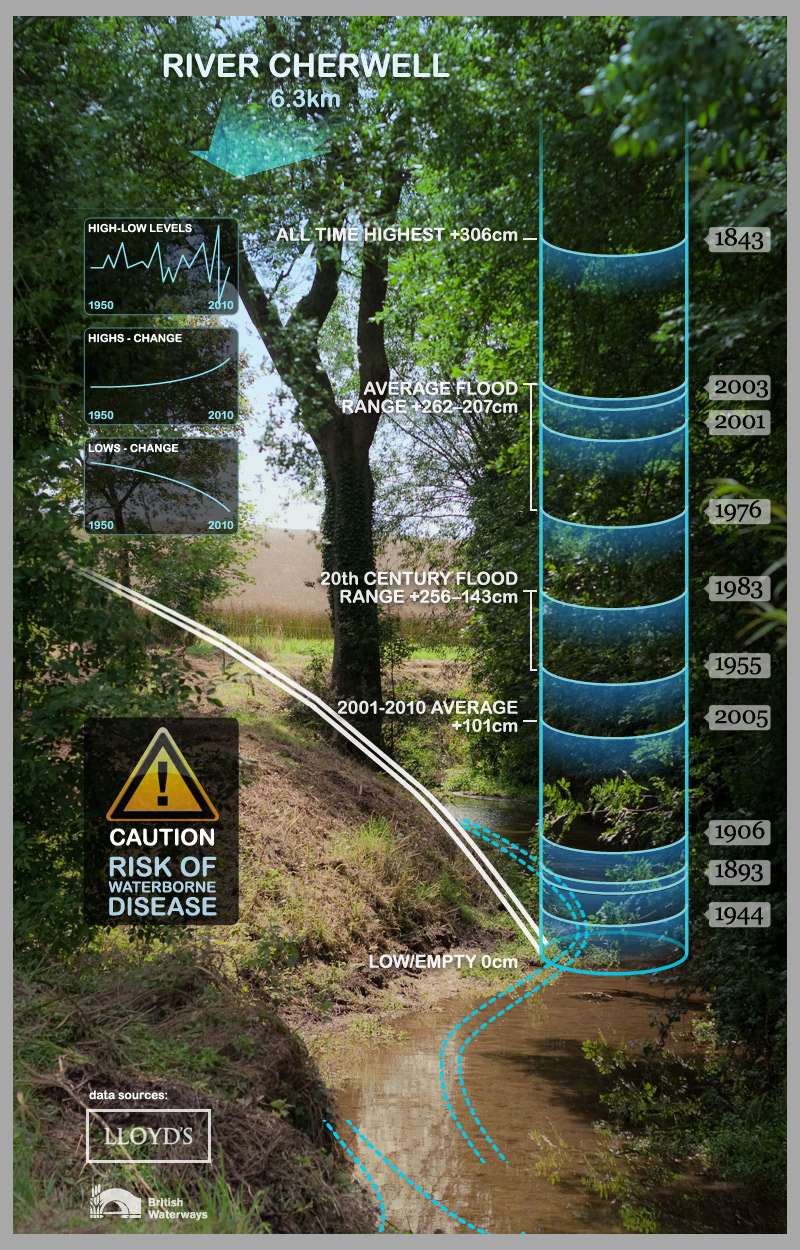 RIVER CHERWELL
6.3km
HIGH-LOW LEVELS
1950 2010
HIGHS - CHANGE
1950 2010
LOWS - CHANGE
1950 2010
ALL TIME HIGHEST +306cm
AVERAGE FLOOD
RANGE +262–207cm
20th CENTURY FLOOD
RANGE +256–143cm
2001-2010 AVERAGE
+101cm
LOW/EMPTY 0cm
1843
2003
2001
1976
1983
1955
2005
1906
1893
1944
!
CAUTION
RISK OF
WATERBORNE
DISEASE
data sources:
LLOYD'S
British
Waterways